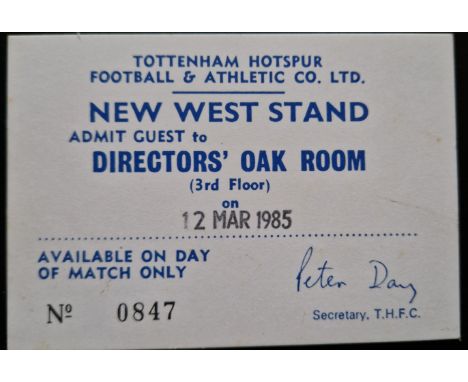 TOTTENHAM HOTSPUR
FOOTBALL & ATHLETIC CO. LTD.
NEW WEST STAND
ADMIT GUEST to
DIRECTORS' OAK ROOM
(3rd Floor)
on
12 MAR 1985
AVAILABLE ON DAY
OF MATCH ONLY
Peter Day
Nº 0847
Secretary, T.H.F.C.